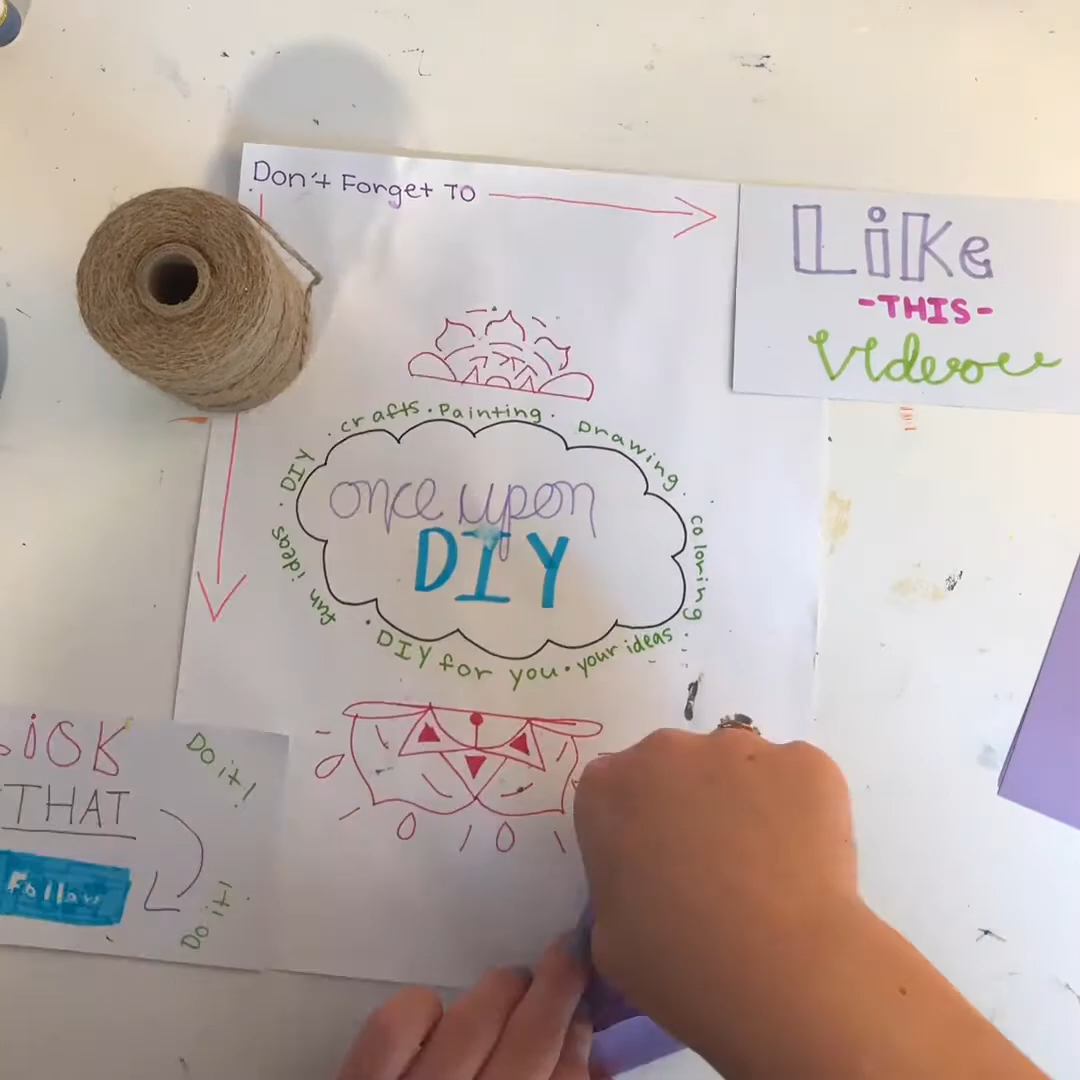 Don't Forget To
Like
-THIS-
Video
crafts · Painting · Drawing ·
coloring ·
· DIY for you · your ideas
fun ideas ·
DIY ·
once upon
DIY
THAT
Follow
Do it!
Do it!